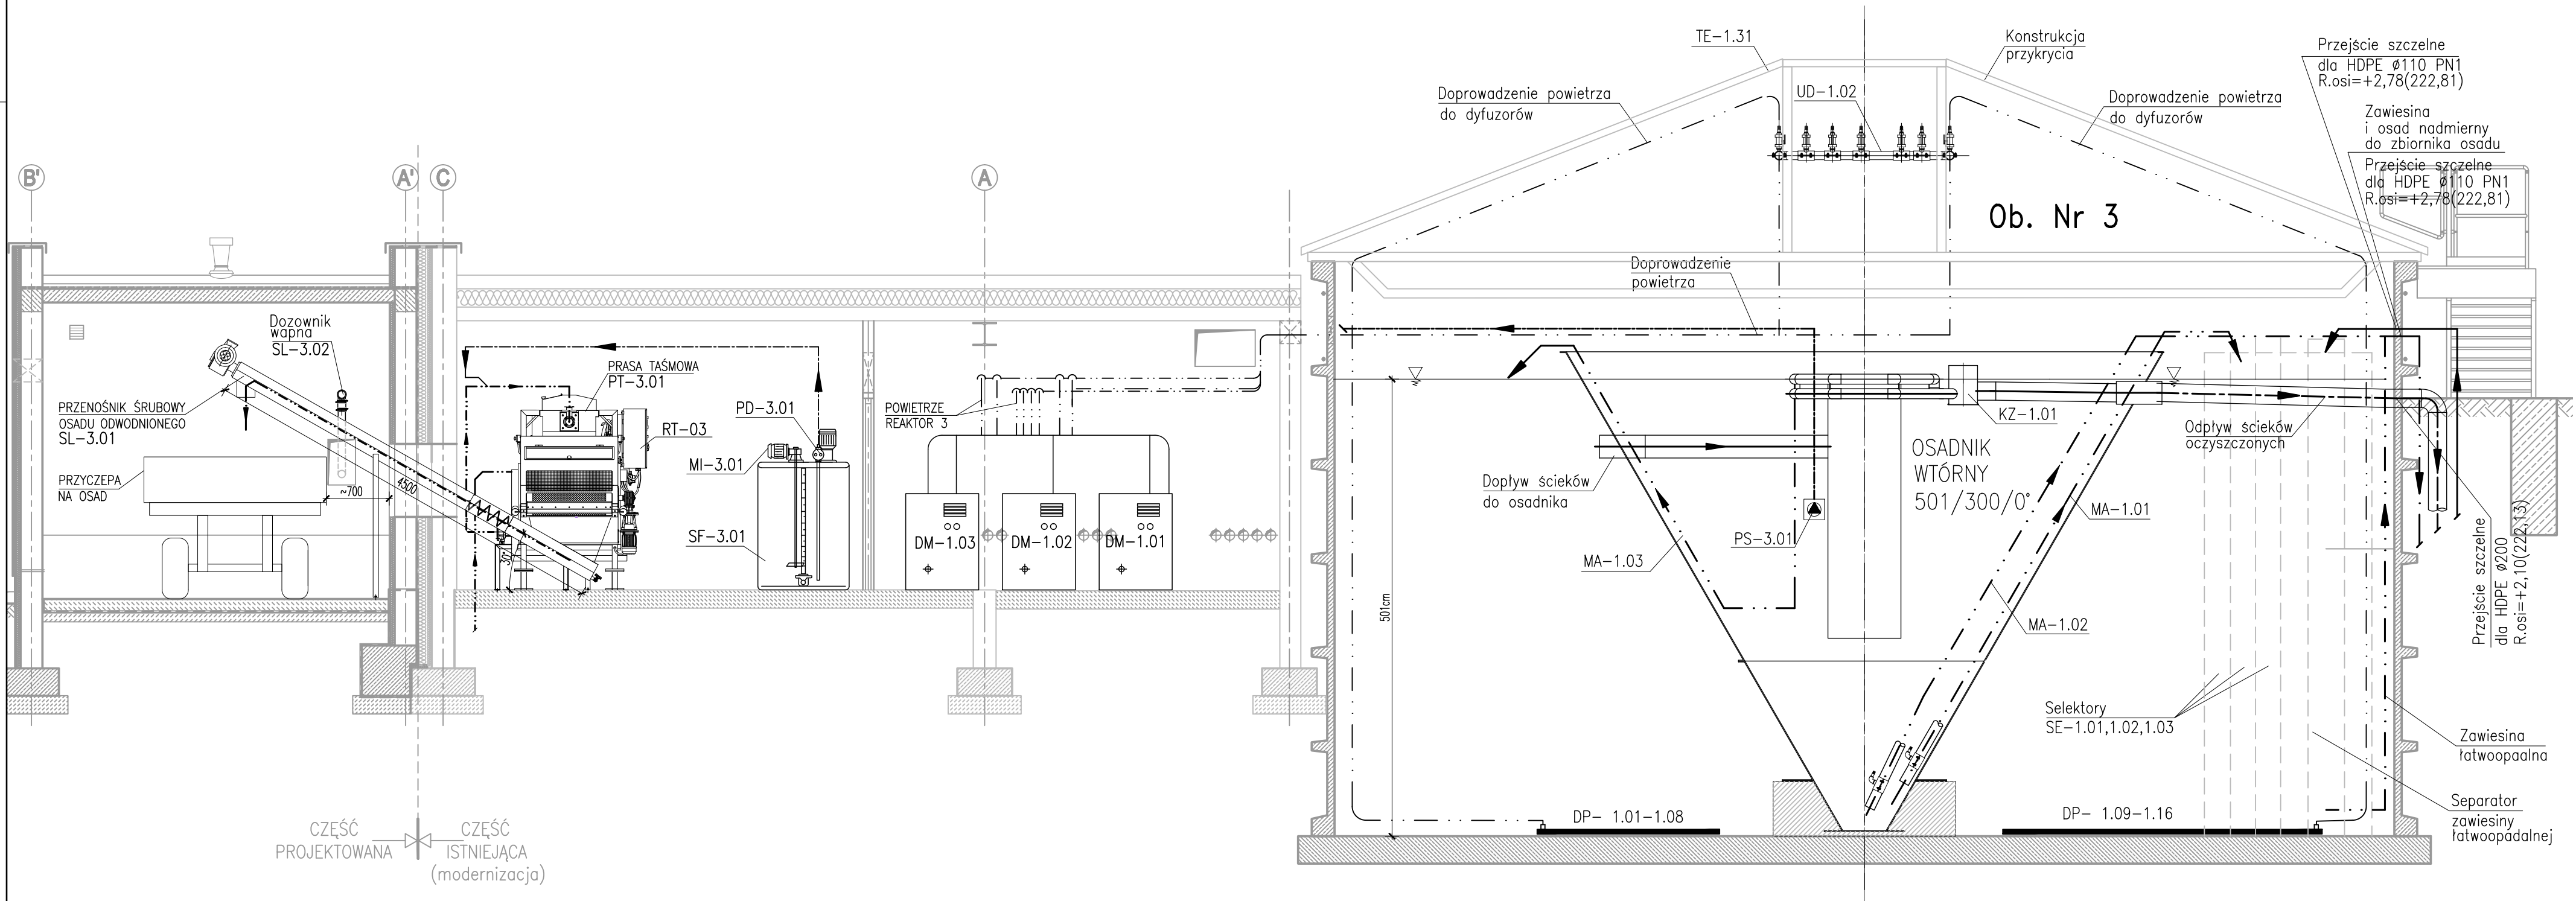 B'
A'
C
A
Dozownik
wapna
SL-3.02
PRZENOŚNIK ŚRUBOWY
OSADU ODWODNIONEGO
SL-3.01
PRZYCZEPA
NA OSAD
~700
4500
30°
PRASA TAŚMOWA
PT-3.01
RT-03
PD-3.01
MI-3.01
SF-3.01
POWIETRZE
REAKTOR 3
DM-1.03
DM-1.02
DM-1.01
CZĘŚĆ
PROJEKTOWANA
CZĘŚĆ
ISTNIEJĄCA
(modernizacja)
TE-1.31
Konstrukcja
przykrycia
Doprowadzenie powietrza
do dyfuzorów
UD-1.02
Doprowadzenie powietrza
do dyfuzorów
Ob. Nr 3
Przejście szczelne
dla HDPE ø110 PN1
R.osi=+2,78(222,81)
Zawiesina
i osad nadmierny
do zbiornika osadu
Przejście szczelne
dla HDPE ø110 PN1
R.osi=+2,78(222,81)
Doprowadzenie
powietrza
KZ-1.01
Dopływ ścieków
do osadnika
OSADNIK
WTÓRNY
501/300/0°
Odpływ ścieków
oczyszczonych
MA-1.01
PS-3.01
MA-1.03
MA-1.02
501cm
Przejście szczelne
dla HDPE ø200
R.osi=+2,10(222,13)
Selektory
SE-1.01,1.02,1.03
Zawiesina
łatwoopaalna
Separator
zawiesiny
łatwoopadalnej
DP- 1.01-1.08
DP- 1.09-1.16